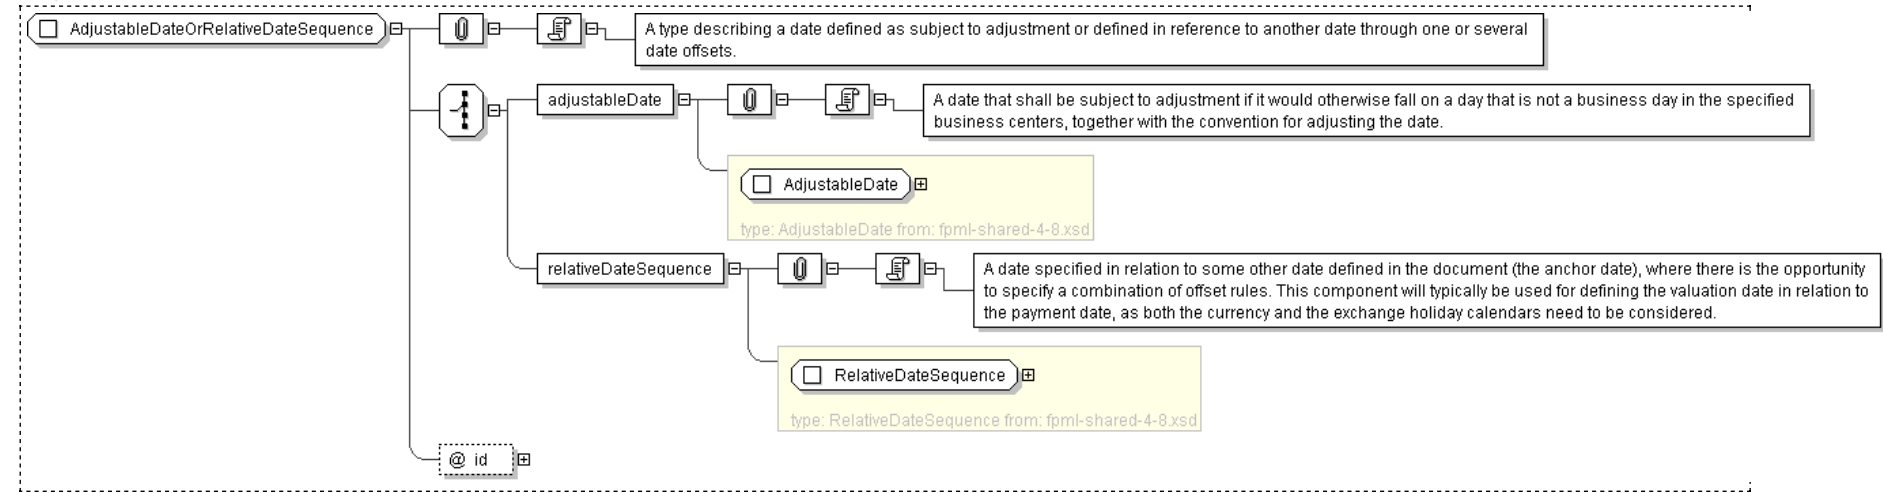 AdjustableDateOrRelativeDateSequence
A type describing a date defined as subject to adjustment or defined in reference to another date through one or several
date offsets.
adjustableDate
A date that shall be subject to adjustment if it would otherwise fall on a day that is not a business day in the specified
business centers, together with the convention for adjusting the date.
AdjustableDate
type: AdjustableDate from: fpml-shared-4-8.xsd
relativeDateSequence
A date specified in relation to some other date defined in the document (the anchor date), where there is the opportunity
to specify a combination of offset rules. This component will typically be used for defining the valuation date in relation to
the payment date, as both the currency and the exchange holiday calendars need to be considered.
RelativeDateSequence
type: RelativeDateSequence from: fpml-shared-4-8.xsd
@ id